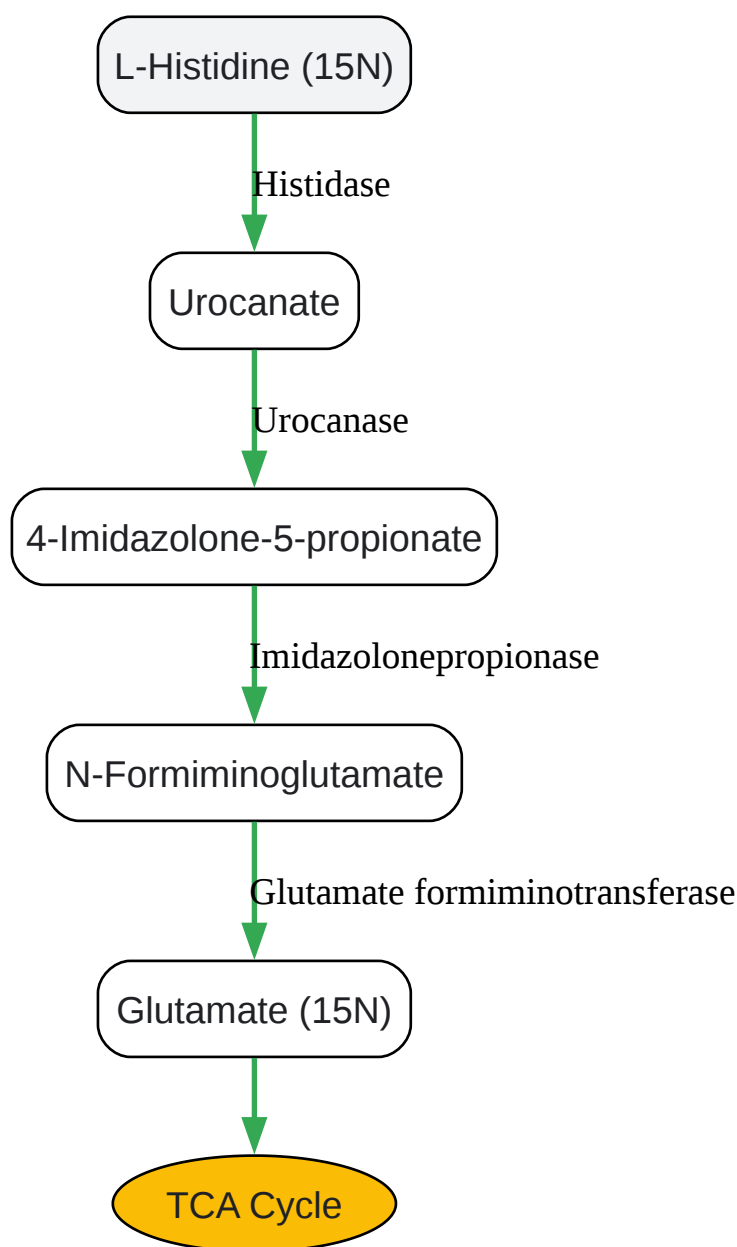 L-Histidine (15N)
Histidase
Urocanate
Urocanase
4-Imidazolone-5-propionate
Imidazolonepropionase
N-Formiminoglutamate
Glutamate formiminotransferase
Glutamate (15N)
TCA Cycle